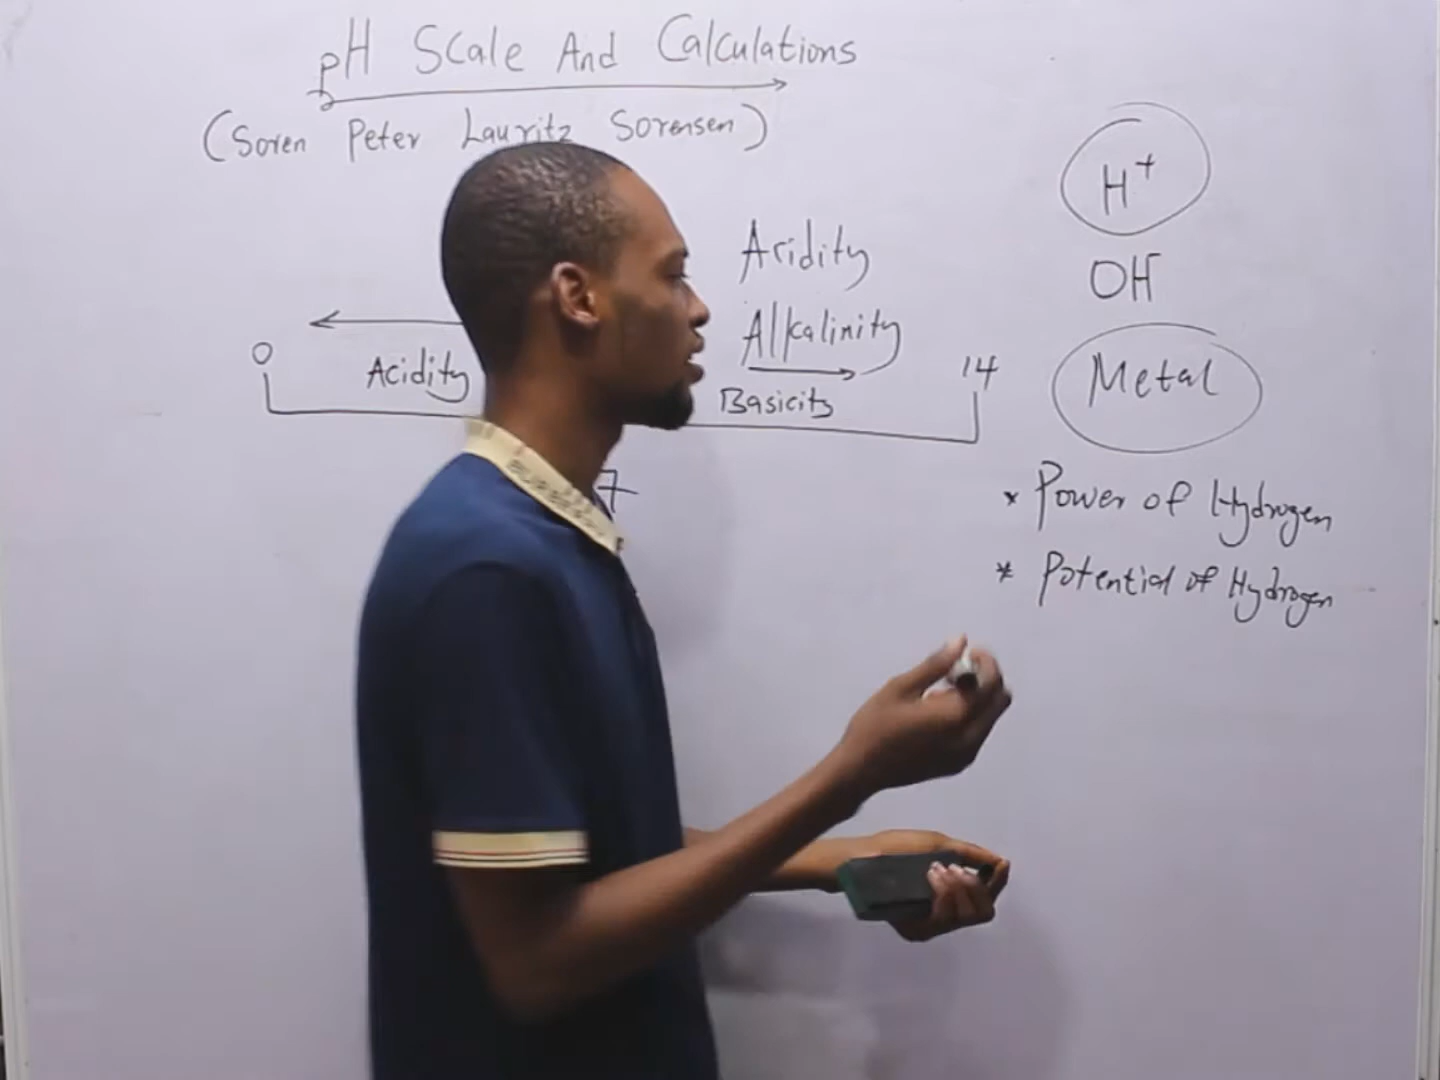 pH Scale And Calculations
(Soren Peter Lauritz Sorensen)
H+
OH
Metal
Acidity
Alkalinity
Basicity
Acidity
0
14
7
* Power of Hydrogen
* Potential of Hydrogen